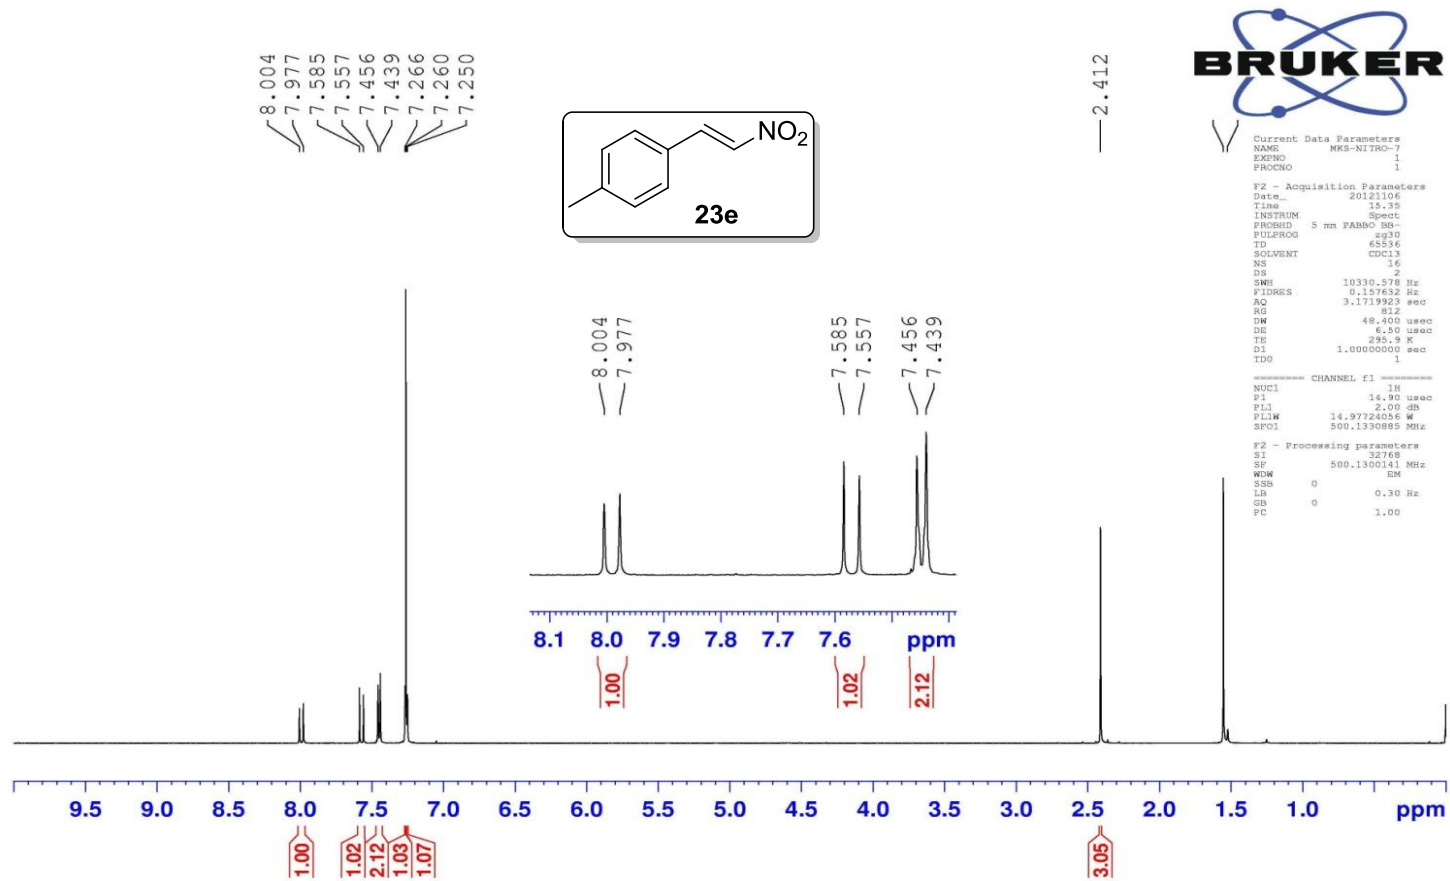 8.004
7.977
7.585
7.557
7.456
7.439
7.266
7.260
7.250
2.412
BRUKER
NO2
23e
Current Data Parameters
NAME MKS-NITRO-7
EXPNO 1
PROCNO 1
F2 - Acquisition Parameters
Date_ 20121106
Time 15.35
INSTRUM Spect
PROBHD 5 mm PABBO BB-
PULPROG zg30
TD 65536
SOLVENT CDCl3
NS 16
DS 2
SWH 10330.578 Hz
FIDRES 0.157632 Hz
AQ 3.1719923 sec
RG 812
DW 48.400 usec
DE 6.50 usec
TE 295.9 K
D1 1.00000000 sec
TD0 1
======== CHANNEL f1 ========
NUC1 1H
P1 14.90 usec
PL1 2.00 dB
PL1W 14.97724056 W
SFO1 500.1330885 MHz
F2 - Processing parameters
SI 32768
SF 500.1300141 MHz
WDW EM
SSB 0
LB 0.30 Hz
GB 0
PC 1.00
8.004
7.977
7.585
7.557
7.456
7.439
8.1 8.0 7.9 7.8 7.7 7.6 ppm
1.00 1.02 2.12
9.5 9.0 8.5 8.0 7.5 7.0 6.5 6.0 5.5 5.0 4.5 4.0 3.5 3.0 2.5 2.0 1.5 1.0 ppm
1.00 1.02 2.12 1.03 1.07 3.05